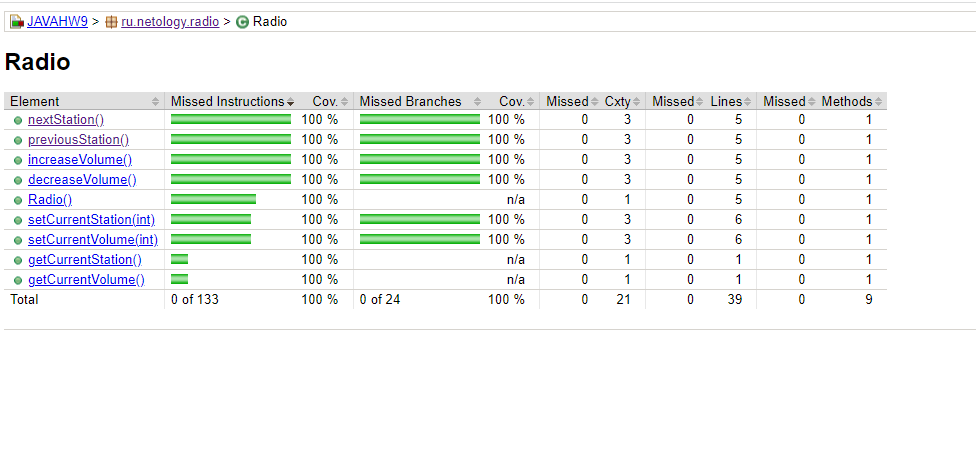 JAVAHW9 > ru.netology.radio > Radio
Radio
Element Missed Instructions Cov. Missed Branches Cov. Missed Cxty Missed Lines Missed Methods
nextStation() 100 % 100 % 0 3 0 5 0 1
previousStation() 100 % 100 % 0 3 0 5 0 1
increaseVolume() 100 % 100 % 0 3 0 5 0 1
decreaseVolume() 100 % 100 % 0 3 0 5 0 1
Radio() 100 % n/a 0 1 0 5 0 1
setCurrentStation(int) 100 % 100 % 0 3 0 6 0 1
setCurrentVolume(int) 100 % 100 % 0 3 0 6 0 1
getCurrentStation() 100 % n/a 0 1 0 1 0 1
getCurrentVolume() 100 % n/a 0 1 0 1 0 1
Total 0 of 133 100 % 0 of 24 100 % 0 21 0 39 0 9